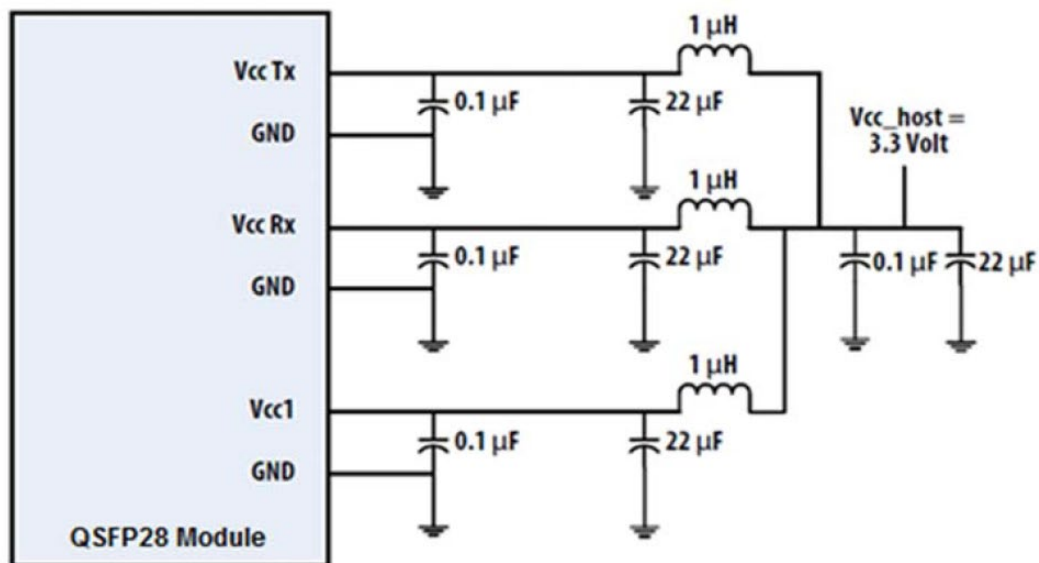 1 µH
Vcc Tx
0.1 µF
22 µF
GND
Vcc_host =
3.3 Volt
1 µH
Vcc Rx
0.1 µF
22 µF
0.1 µF
22 µF
GND
1 µH
Vcc1
0.1 µF
22 µF
GND
QSFP28 Module